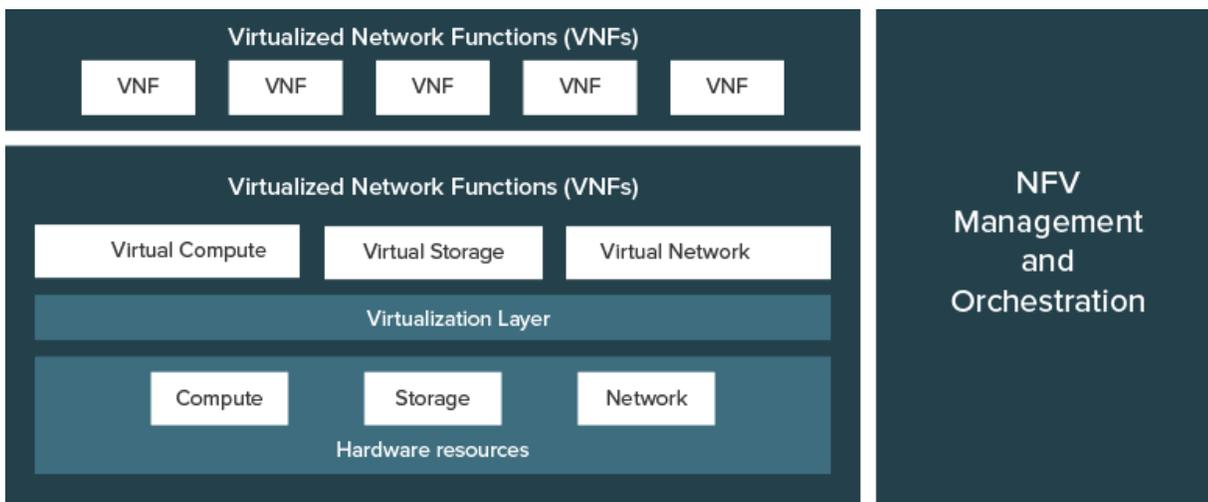 Virtualized Network Functions (VNFs)
VNF VNF VNF VNF VNF
Virtualized Network Functions (VNFs)
Virtual Compute Virtual Storage Virtual Network
Virtualization Layer
Compute Storage Network
Hardware resources
NFV
Management
and
Orchestration